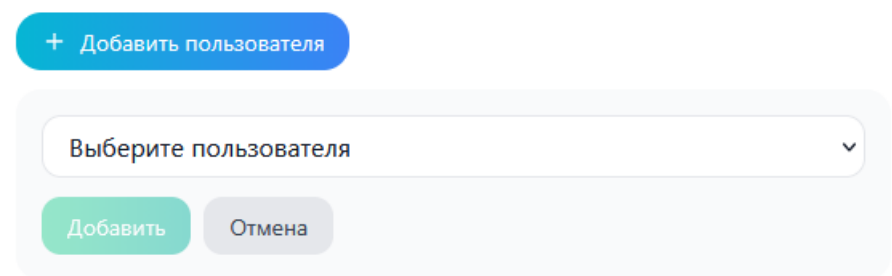 + Добавить пользователя
Выберите пользователя
Добавить Отмена